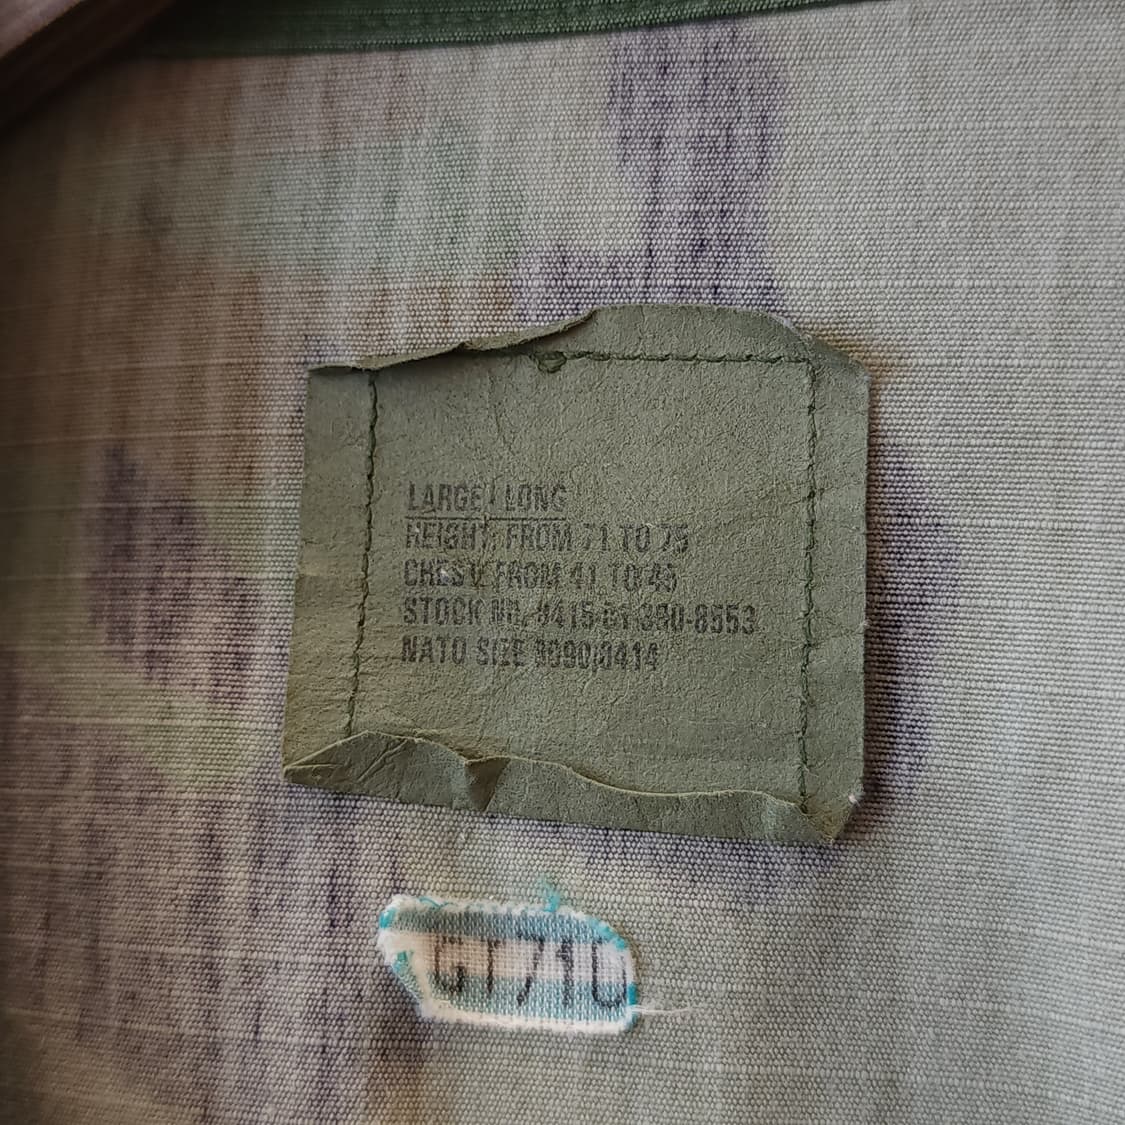 LARGE LONG
HEIGHT: FROM 71 TO 75
CHEST: FROM 41 TO 45
STOCK NO. 8415-01-390-8553
NATO SIZE 8090/0414
GT710